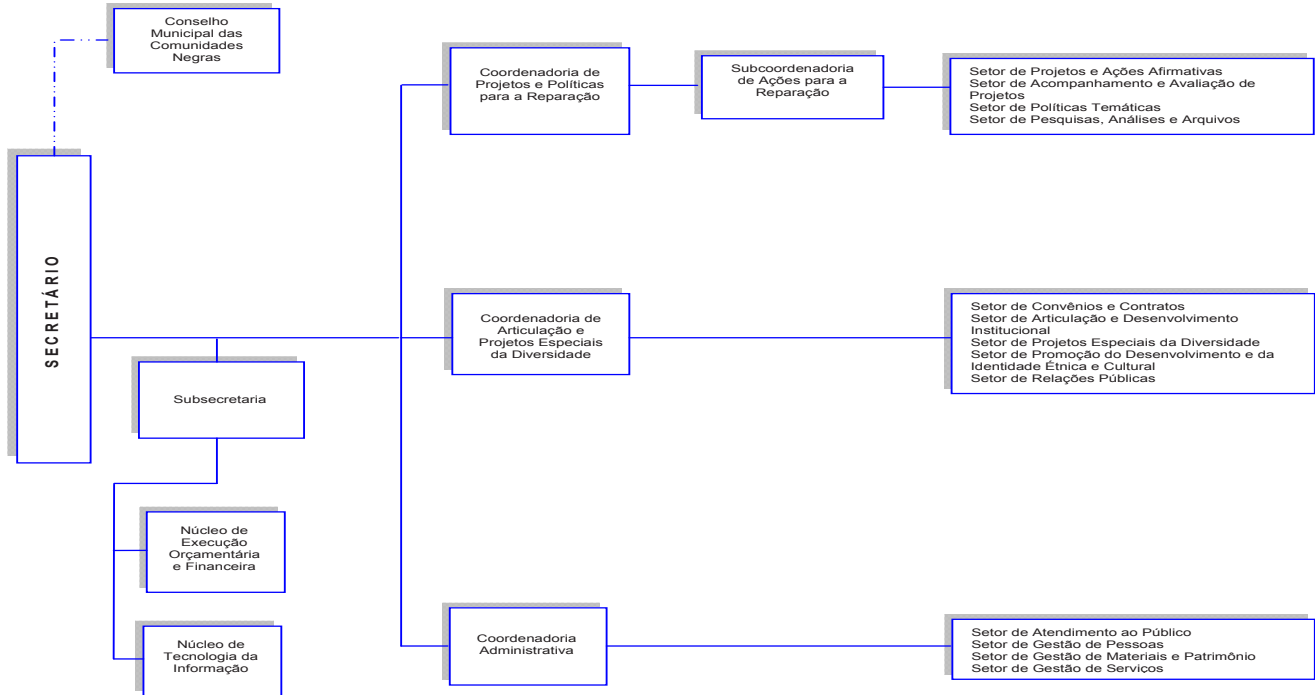 Conselho
Municipal das
Comunidades
Negras
Coordenadoria de
Projetos e Políticas
para a Reparação
Subcoordenadoria
de Ações para a
Reparação
Setor de Projetos e Ações Afirmativas
Setor de Acompanhamento e Avaliação de
Projetos
Setor de Políticas Temáticas
Setor de Pesquisas, Análises e Arquivos
SECRETÁRIO
Coordenadoria de
Articulação e
Projetos Especiais
da Diversidade
Setor de Convênios e Contratos
Setor de Articulação e Desenvolvimento
Institucional
Setor de Projetos Especiais da Diversidade
Setor de Promoção do Desenvolvimento e da
Identidade Étnica e Cultural
Setor de Relações Públicas
Subsecretaria
Núcleo de
Execução
Orçamentária
e Financeira
Núcleo de
Tecnologia da
Informação
Coordenadoria
Administrativa
Setor de Atendimento ao Público
Setor de Gestão de Pessoas
Setor de Gestão de Materiais e Patrimônio
Setor de Gestão de Serviços